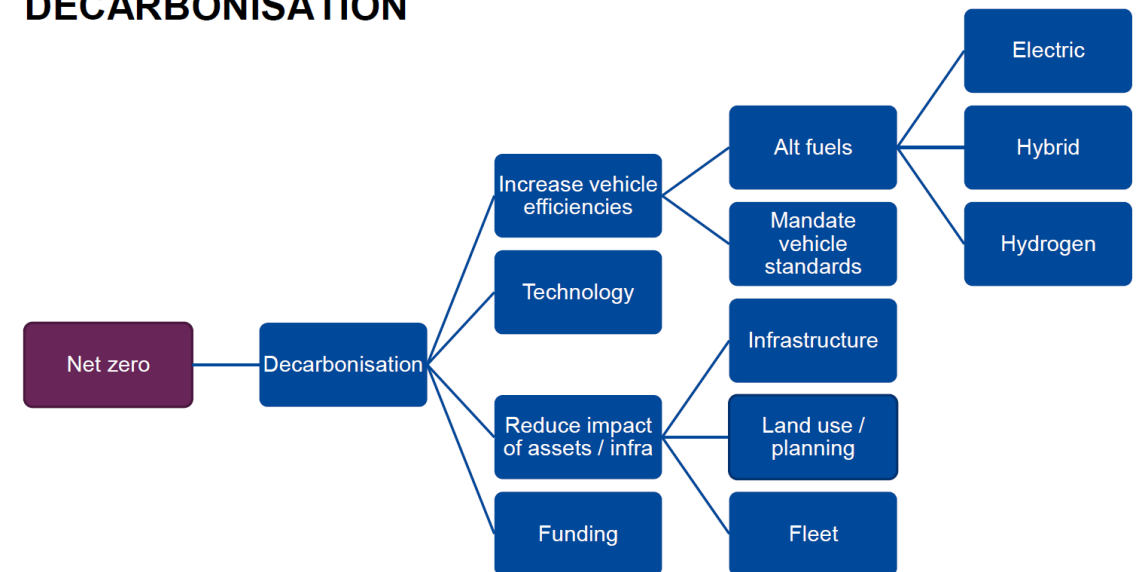 DECARBONISATION
Electric
Alt fuels
Hybrid
Increase vehicle
efficiencies
Mandate
vehicle
standards
Hydrogen
Technology
Infrastructure
Net zero
Decarbonisation
Reduce impact
of assets / infra
Land use /
planning
Funding
Fleet